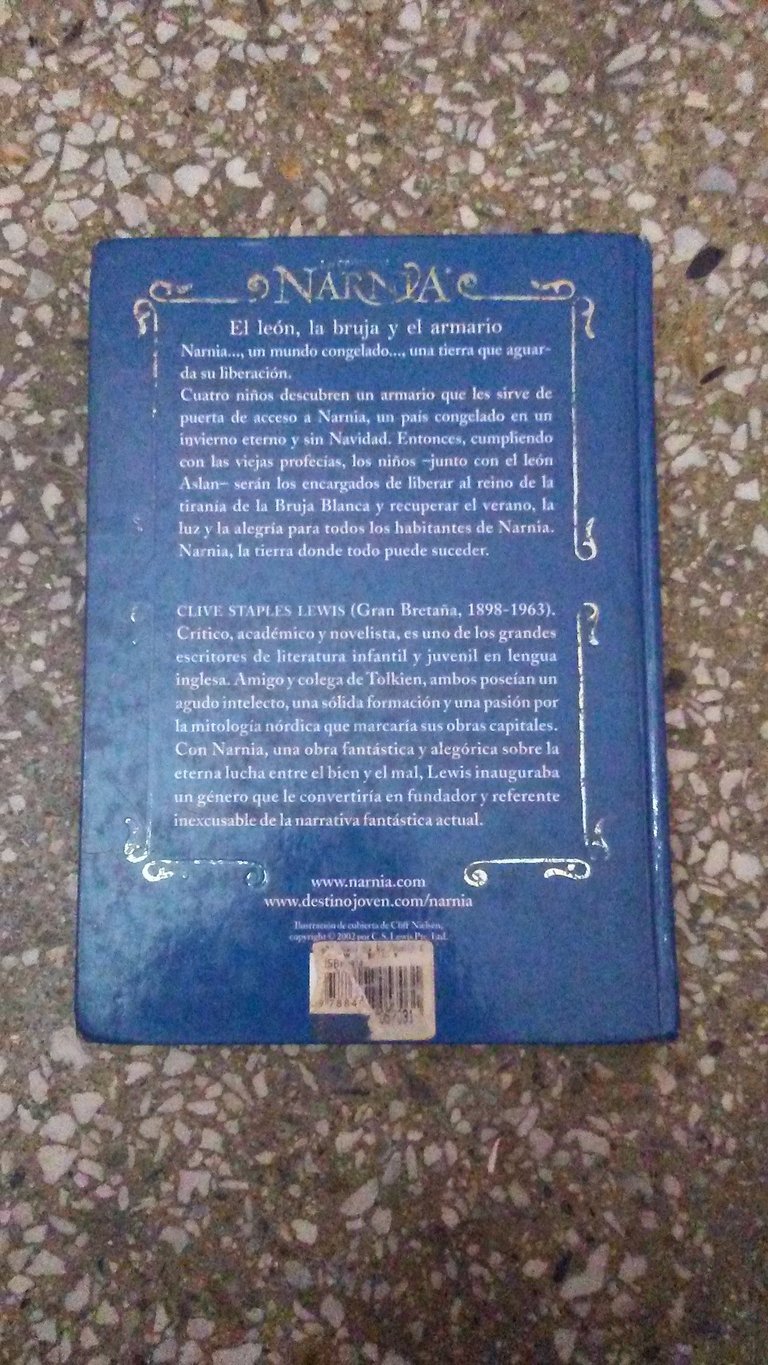 NARNIA
El león, la bruja y el armario
Narnia..., un mundo congelado..., una tierra que aguar-
da su liberación.
Cuatro niños descubren un armario que les sirve de
puerta de acceso a Narnia, un país congelado en un
invierno eterno y sin Navidad. Entonces, cumpliendo
con las viejas profecías, los niños –junto con el león
Aslan– serán los encargados de liberar al reino de la
tiranía de la Bruja Blanca y recuperar el verano, la
luz y la alegría para todos los habitantes de Narnia.
Narnia, la tierra donde todo puede suceder.
CLIVE STAPLES LEWIS (Gran Bretaña, 1898-1963).
Crítico, académico y novelista, es uno de los grandes
escritores de literatura infantil y juvenil en lengua
inglesa. Amigo y colega de Tolkien, ambos poseían un
agudo intelecto, una sólida formación y una pasión por
la mitología nórdica que marcaría sus obras capitales.
Con Narnia, una obra fantástica y alegórica sobre la
eterna lucha entre el bien y el mal, Lewis inauguraba
un género que le convertiría en fundador y referente
inexcusable de la narrativa fantástica actual.
www.narnia.com
www.destinojoven.com/narnia
Ilustración de cubierta de Cliff Nielsen,
copyright © 2002 por C. S. Lewis Pte. Ltd.